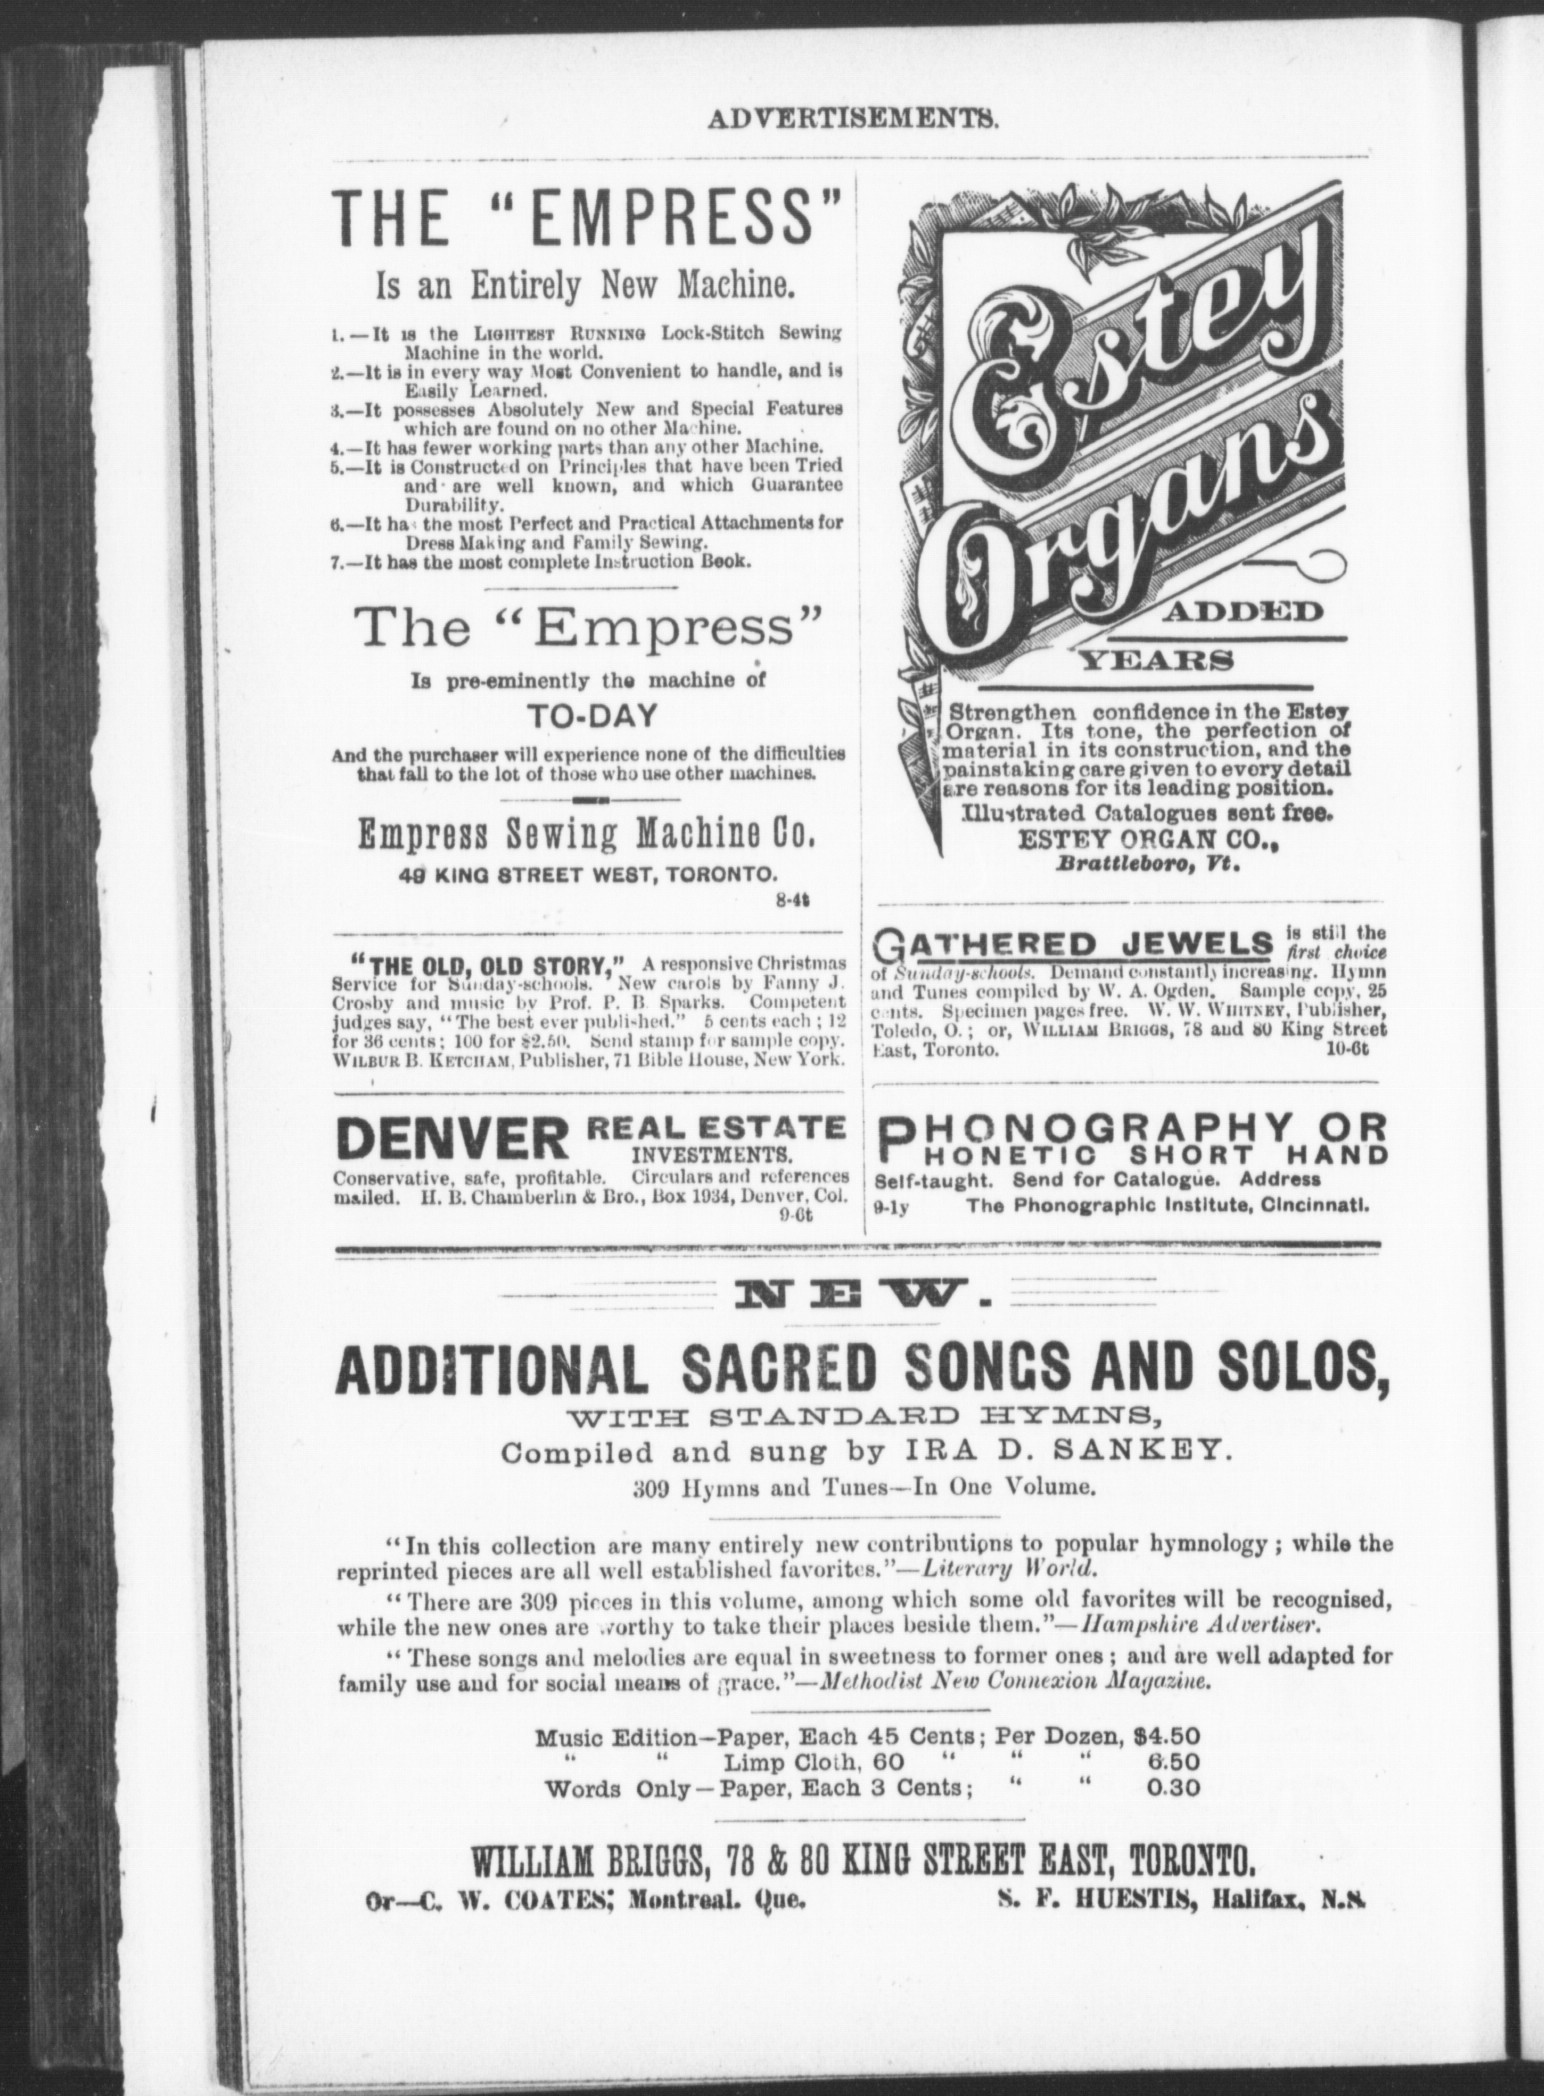 ADVERTISEMENTS.
THE "EMPRESS"
Is an Entirely New Machine.
1.—It is the LIGHTEST RUNNING Lock-Stitch Sewing
Machine in the world.
2.—It is in every way Most Convenient to handle, and is
Easily Learned.
3.—It possesses Absolutely New and Special Features
which are found on no other Machine.
4.—It has fewer working parts than any other Machine.
5.—It is Constructed on Principles that have been Tried
and are well known, and which Guarantee
Durability.
6.—It has the most Perfect and Practical Attachments for
Dress Making and Family Sewing.
7.—It has the most complete Instruction Book.
The "Empress"
Is pre-eminently the machine of
TO-DAY
And the purchaser will experience none of the difficulties
that fall to the lot of those who use other machines.
Empress Sewing Machine Co.
49 KING STREET WEST, TORONTO.
8-4t
"THE OLD, OLD STORY," A responsive Christmas
Service for Sunday-schools. New carols by Fanny J.
Crosby and music by Prof. P. B. Sparks. Competent
judges say, "The best ever published." 5 cents each; 12
for 36 cents; 100 for $2.50. Send stamp for sample copy.
WILBUR B. KETCHAM, Publisher, 71 Bible House, New York.
DENVER REAL ESTATE
INVESTMENTS.
Conservative, safe, profitable. Circulars and references
mailed. H. B. Chamberlin & Bro., Box 1934, Denver, Col.
9-6t
Estey
Organs
ADDED
YEARS
Strengthen confidence in the Estey
Organ. Its tone, the perfection of
material in its construction, and the
painstaking care given to every detail
are reasons for its leading position.
Illustrated Catalogues sent free.
ESTEY ORGAN CO.,
Brattleboro, Vt.
GATHERED JEWELS is still the
first choice
of Sunday-schools. Demand constantly increasing. Hymn
and Tunes compiled by W. A. Ogden. Sample copy, 25
cents. Specimen pages free. W. W. WHITNEY, Publisher,
Toledo, O.; or, WILLIAM BRIGGS, 78 and 80 King Street
East, Toronto. 10-6t
PHONOGRAPHY OR
PHONETIC SHORT HAND
Self-taught. Send for Catalogue. Address
9-1y The Phonographic Institute, Cincinnati.
NEW.
ADDITIONAL SACRED SONGS AND SOLOS,
WITH STANDARD HYMNS,
Compiled and sung by IRA D. SANKEY.
309 Hymns and Tunes—In One Volume.
"In this collection are many entirely new contributions to popular hymnology; while the
reprinted pieces are all well established favorites."—Literary World.
"There are 309 pieces in this volume, among which some old favorites will be recognised,
while the new ones are worthy to take their places beside them."—Hampshire Advertiser.
"These songs and melodies are equal in sweetness to former ones; and are well adapted for
family use and for social means of grace."—Methodist New Connexion Magazine.
Music Edition—Paper, Each 45 Cents; Per Dozen, $4.50
" " Limp Cloth, 60 " " " 6.50
Words Only—Paper, Each 3 Cents; " " 0.30
WILLIAM BRIGGS, 78 & 80 KING STREET EAST, TORONTO.
Or—C. W. COATES, Montreal. Que. S. F. HUESTIS, Halifax, N.S.